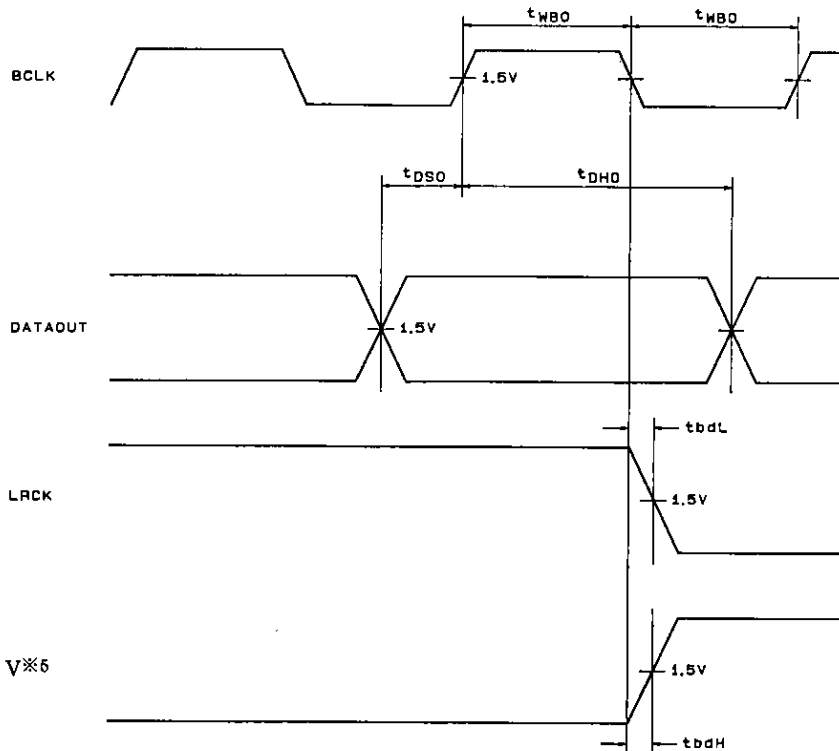 tWBO tWBO
BCLK
1.5V
tDSO tDHO
DATAOUT
1.5V
tbdL
LRCK
1.5V
V※5
1.5V
tbdH